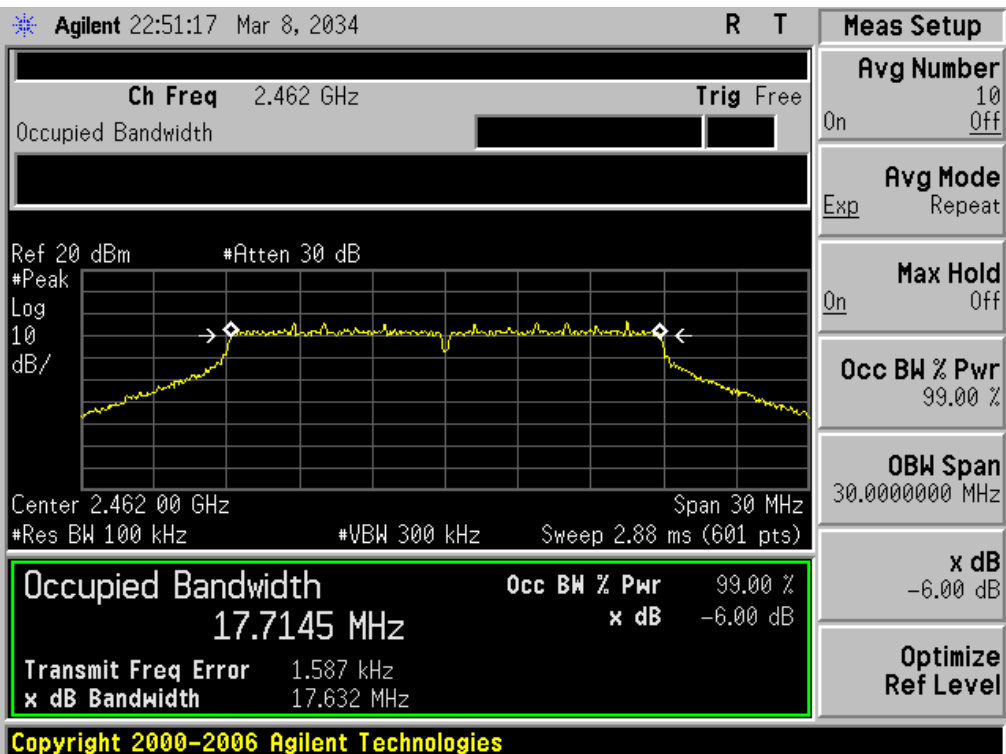 Agilent 22:51:17 Mar 8, 2034 R T
Ch Freq 2.462 GHz Trig Free
Occupied Bandwidth
Ref 20 dBm #Atten 30 dB
#Peak
Log
10
dB/
Center 2.462 00 GHz Span 30 MHz
#Res BW 100 kHz #VBW 300 kHz Sweep 2.88 ms (601 pts)
Occupied Bandwidth Occ BW % Pwr 99.00 %
17.7145 MHz x dB -6.00 dB
Transmit Freq Error 1.587 kHz
x dB Bandwidth 17.632 MHz
Copyright 2000-2006 Agilent Technologies
Meas Setup
Avg Number
10
On Off
Avg Mode
Exp Repeat
Max Hold
On Off
Occ BW % Pwr
99.00 %
OBW Span
30.0000000 MHz
x dB
-6.00 dB
Optimize
Ref Level